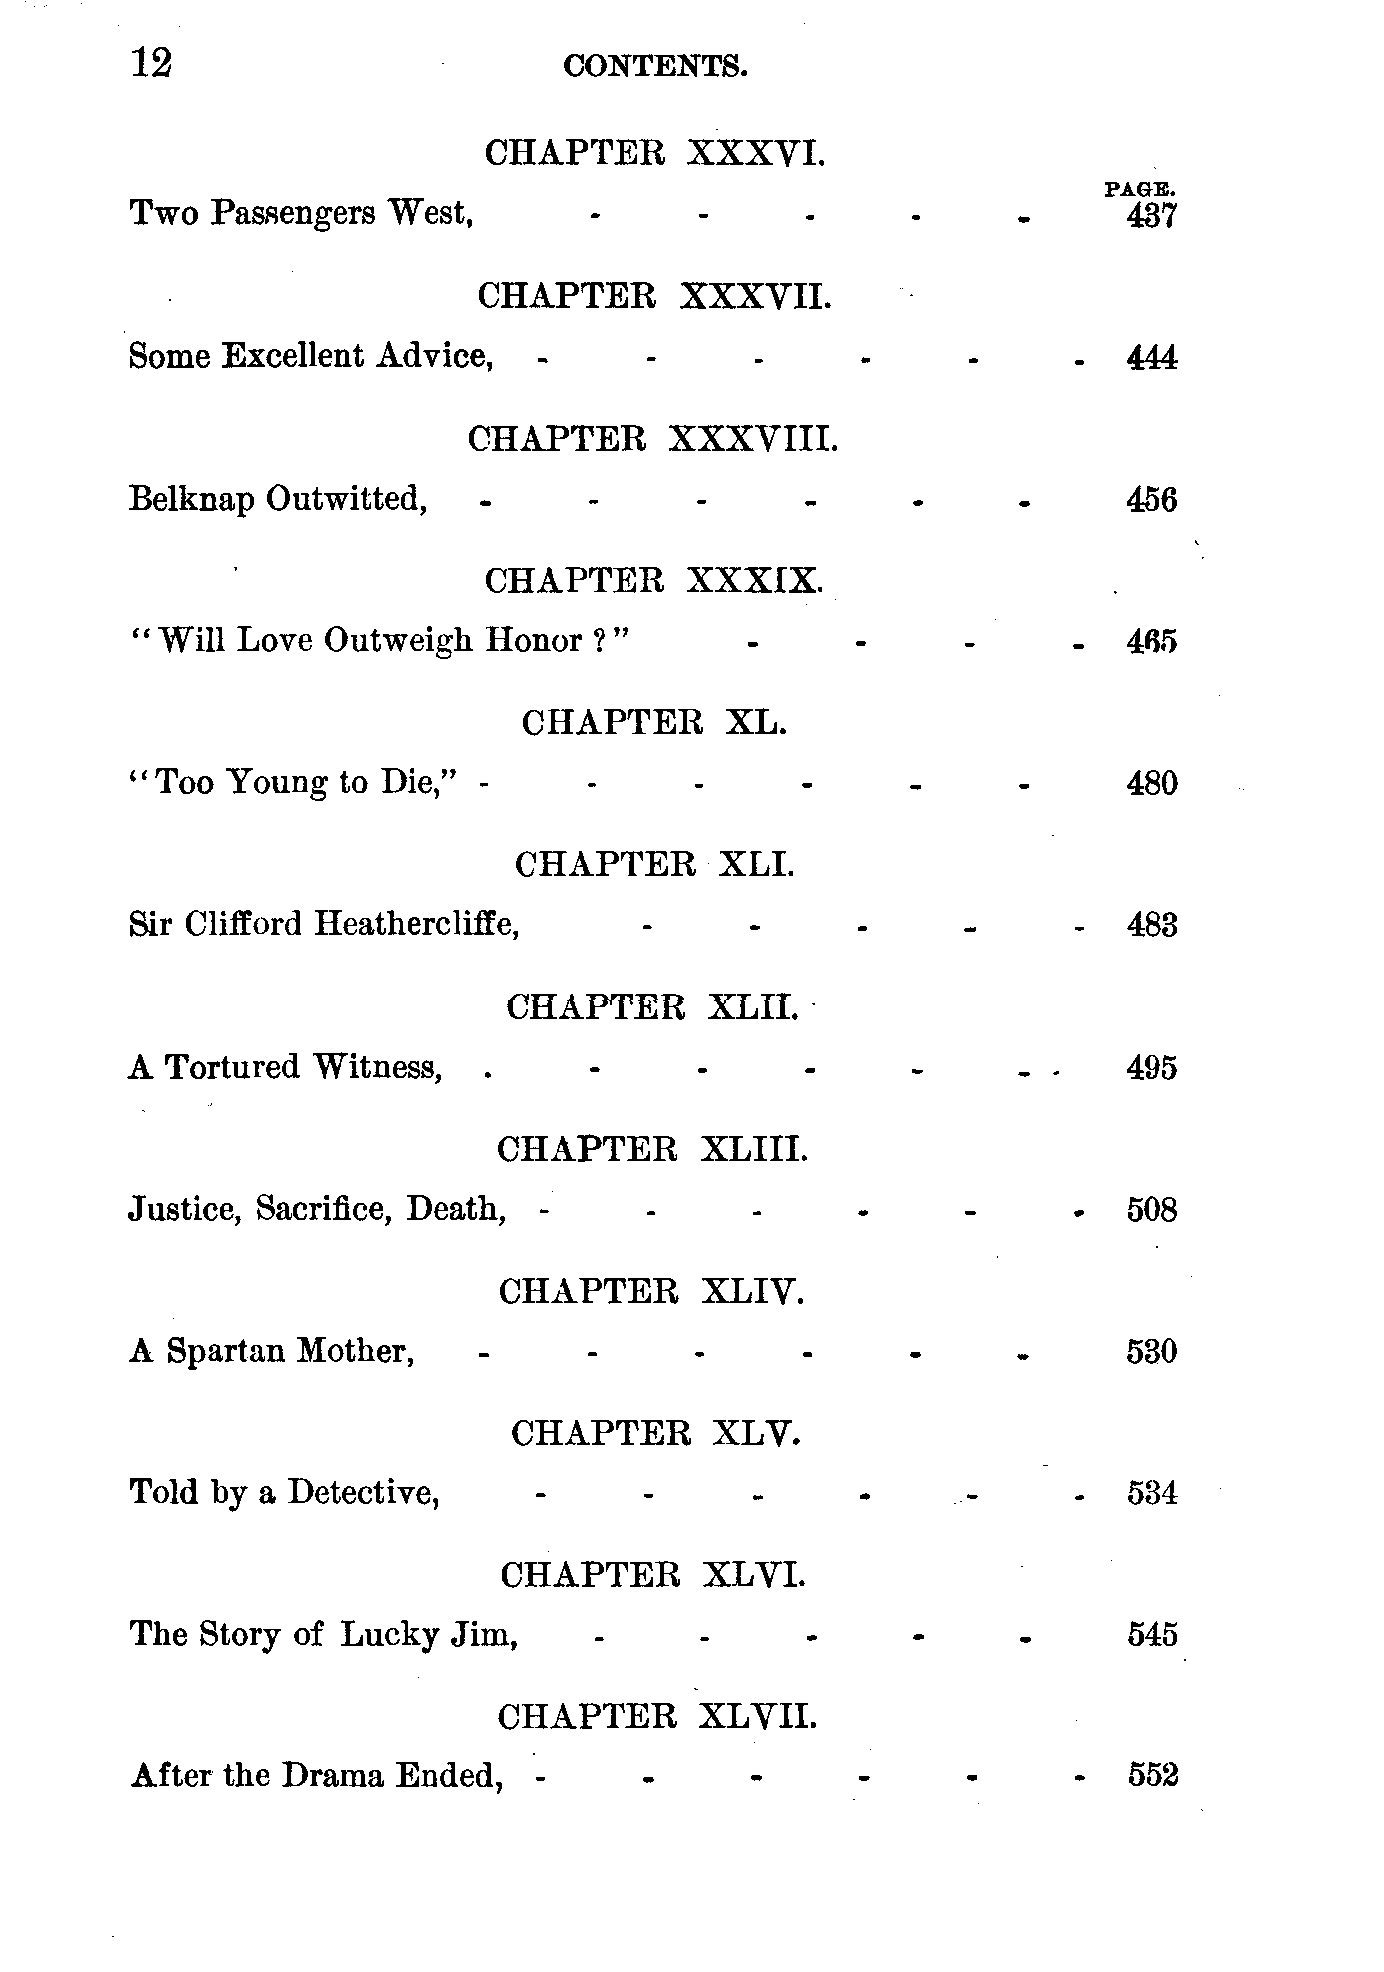 12 CONTENTS.
CHAPTER XXXVI.
PAGE.
Two Passengers West, - - - - - 437
CHAPTER XXXVII.
Some Excellent Advice, - - - - - - 444
CHAPTER XXXVIII.
Belknap Outwitted, - - - - - - 456
CHAPTER XXXIX.
"Will Love Outweigh Honor?" - - - - 465
CHAPTER XL.
"Too Young to Die," - - - - - - 480
CHAPTER XLI.
Sir Clifford Heathercliffe, - - - - - 483
CHAPTER XLII.
A Tortured Witness, . - - - - - - 495
CHAPTER XLIII.
Justice, Sacrifice, Death, - - - - - - 508
CHAPTER XLIV.
A Spartan Mother, - - - - - - 530
CHAPTER XLV.
Told by a Detective, - - - - - - 534
CHAPTER XLVI.
The Story of Lucky Jim, - - - - - 545
CHAPTER XLVII.
After the Drama Ended, - - - - - - 552